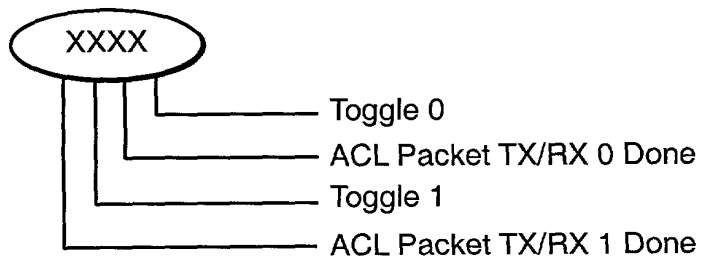 XXXX
Toggle 0
ACL Packet TX/RX 0 Done
Toggle 1
ACL Packet TX/RX 1 Done